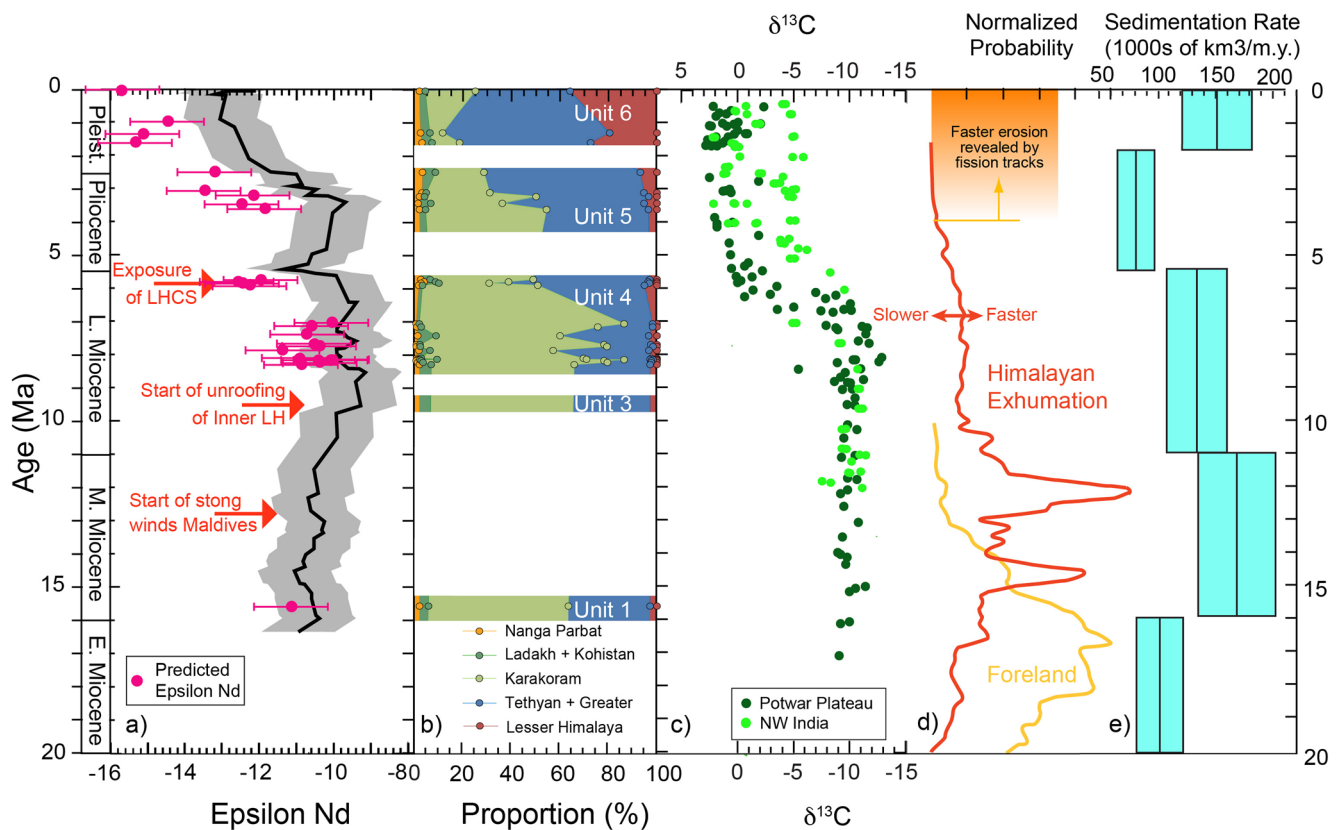 δ13C
Normalized
Probability
Sedimentation Rate
(1000s of km3/m.y.)
5 0 -5 -10 -15
50 100 150 200
0
5
10
15
20
Age (Ma)
Pleist.
Pliocene
L. Miocene
M. Miocene
E. Miocene
Exposure
of LHCS
Start of unroofing
of Inner LH
Start of stong
winds Maldives
Predicted
Epsilon Nd
a)
-16 -14 -12 -10 -8
Epsilon Nd
Unit 6
Unit 5
Unit 4
Unit 3
Unit 1
Nanga Parbat
Ladakh + Kohistan
Karakoram
Tethyan + Greater
Lesser Himalaya
b)
0 20 40 60 80 100
Proportion (%)
c)
Potwar Plateau
NW India
0 -5 -10 -15
δ13C
Faster erosion
revealed by
fission tracks
Slower
Faster
Himalayan
Exhumation
Foreland
d)
e)
0
5
10
15
20